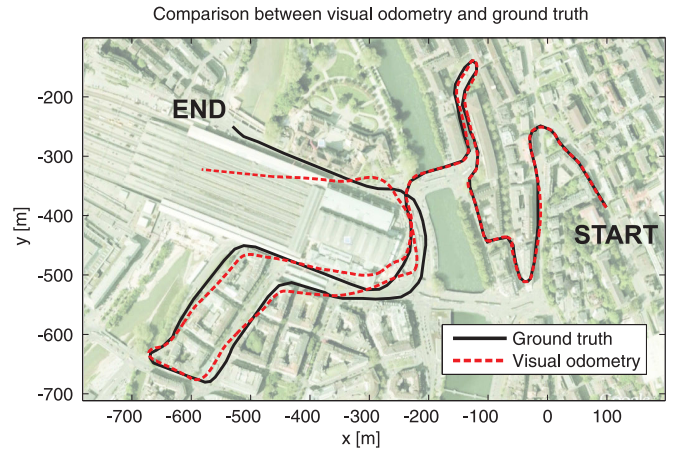 Comparison between visual odometry and ground truth
-100
-200
-300
-400
-500
-600
-700
y [m]
END
START
Ground truth
Visual odometry
-700 -600 -500 -400 -300 -200 -100 0 100
x [m]